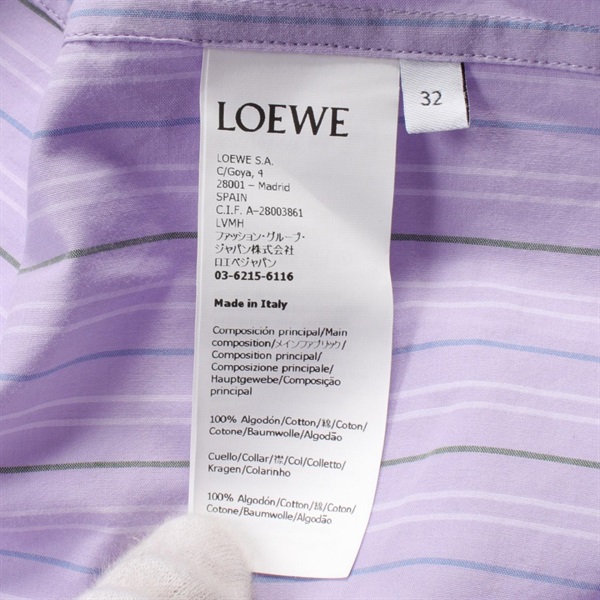 LOEWE
32
LOEWE S.A.
C/Goya, 4
28001 – Madrid
SPAIN
C.I.F. A–28003861
LVMH
ファッション・グループ・
ジャパン株式会社
ロエベジャパン
03-6215-6116
Made in Italy
Composición principal/Main
composition/メインファブリック/
Composition principal/
Composizione principale/
Hauptgewebe/Composição
principal
100% Algodón/Cotton/綿/Coton/
Cotone/Baumwolle/Algodão
Cuello/Collar/襟/Col/Colletto/
Kragen/Colarinho
100% Algodón/Cotton/綿/Coton/
Cotone/Baumwolle/Algodão